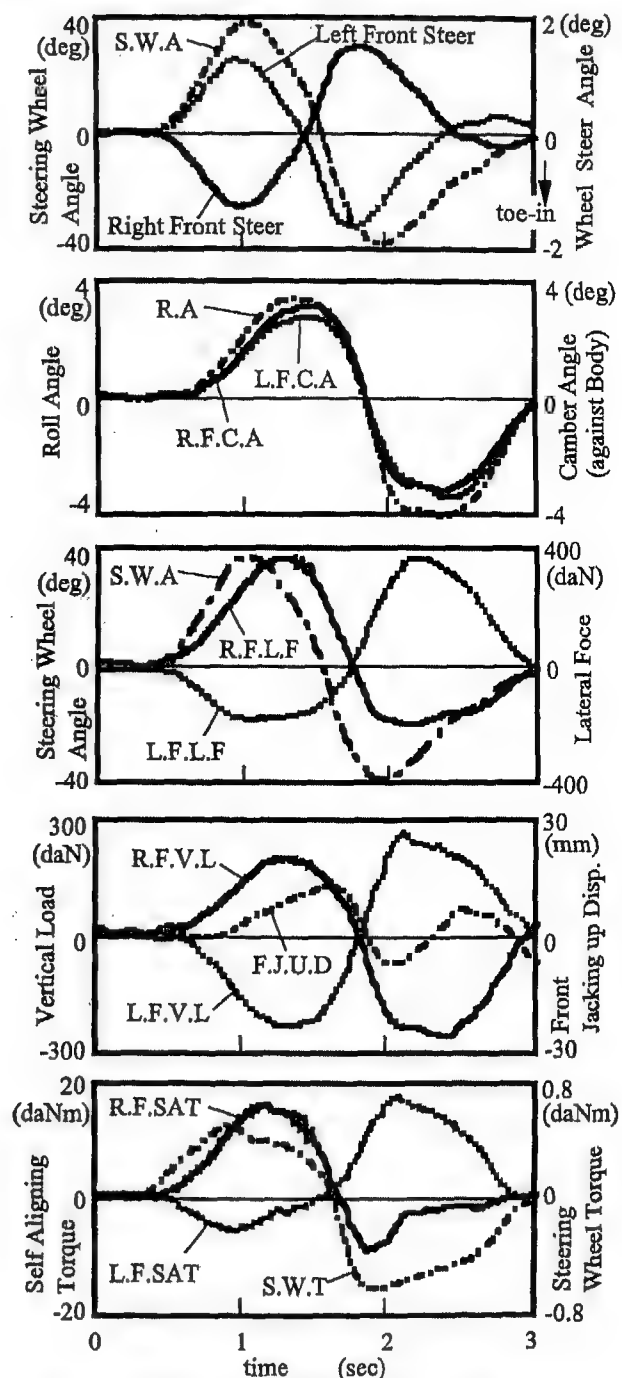 40
(deg)
S.W.A
Left Front Steer
2 (deg)
0
0
Steering Wheel
Angle
Wheel Steer Angle
toe-in
Right Front Steer
-40
-2
4
(deg)
R.A
4 (deg)
L.F.C.A
R.F.C.A
Roll Angle
0
0
Camber Angle
(against Body)
-4
-4
40
(deg)
S.W.A
400
(daN)
R.F.L.F
L.F.L.F
Steering Wheel
Angle
0
0
Lateral Foce
-40
-400
300
(daN)
R.F.V.L
30
(mm)
F.J.U.D
L.F.V.L
Vertical Load
0
0
Front
Jacking up Disp.
-300
-30
20
(daNm)
R.F.SAT
0.8
(daNm)
L.F.SAT
S.W.T
Self Aligning
Torque
0
0
Steering
Wheel Torque
-20
-0.8
0
1
2
3
time (sec)